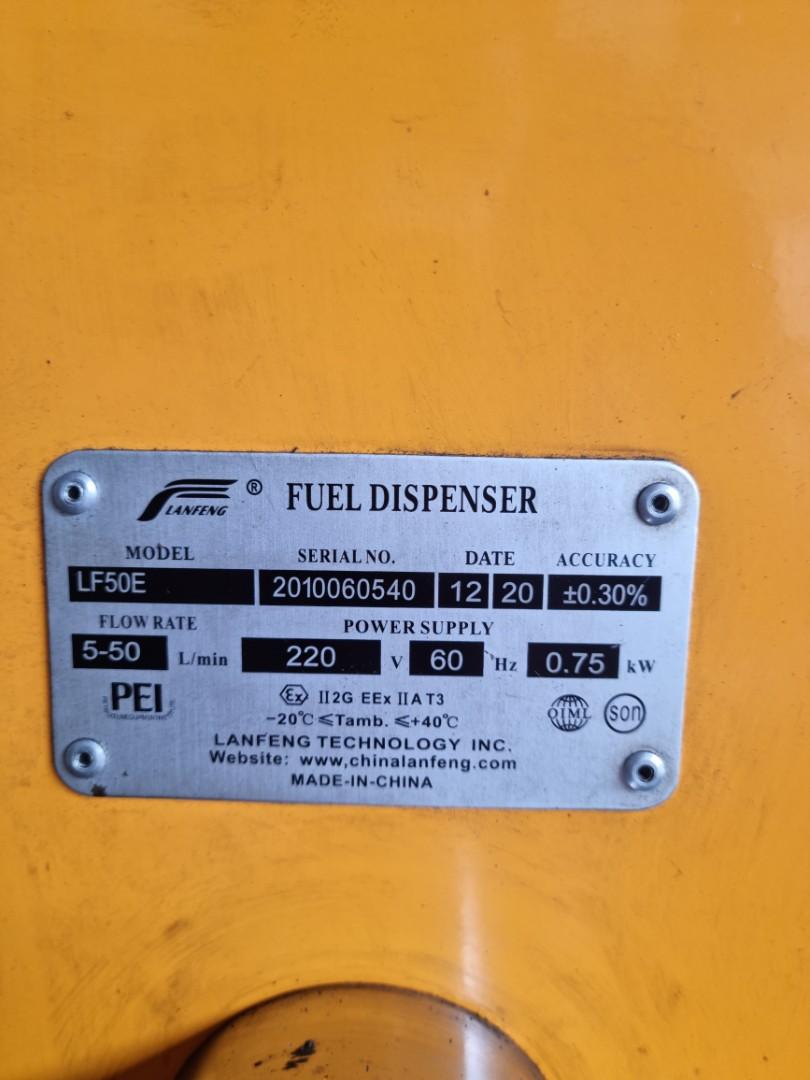 LANFENG ® FUEL DISPENSER
MODEL SERIAL NO. DATE ACCURACY
LF50E 2010060540 12 20 ±0.30%
FLOW RATE POWER SUPPLY
5-50 L/min 220 V 60 Hz 0.75 kW
PEI Ex II2G EEx IIA T3 OIML son
-20℃ ≤Tamb. ≤+40℃
LANFENG TECHNOLOGY INC.
Website: www,chinalanfeng.com
MADE-IN-CHINA